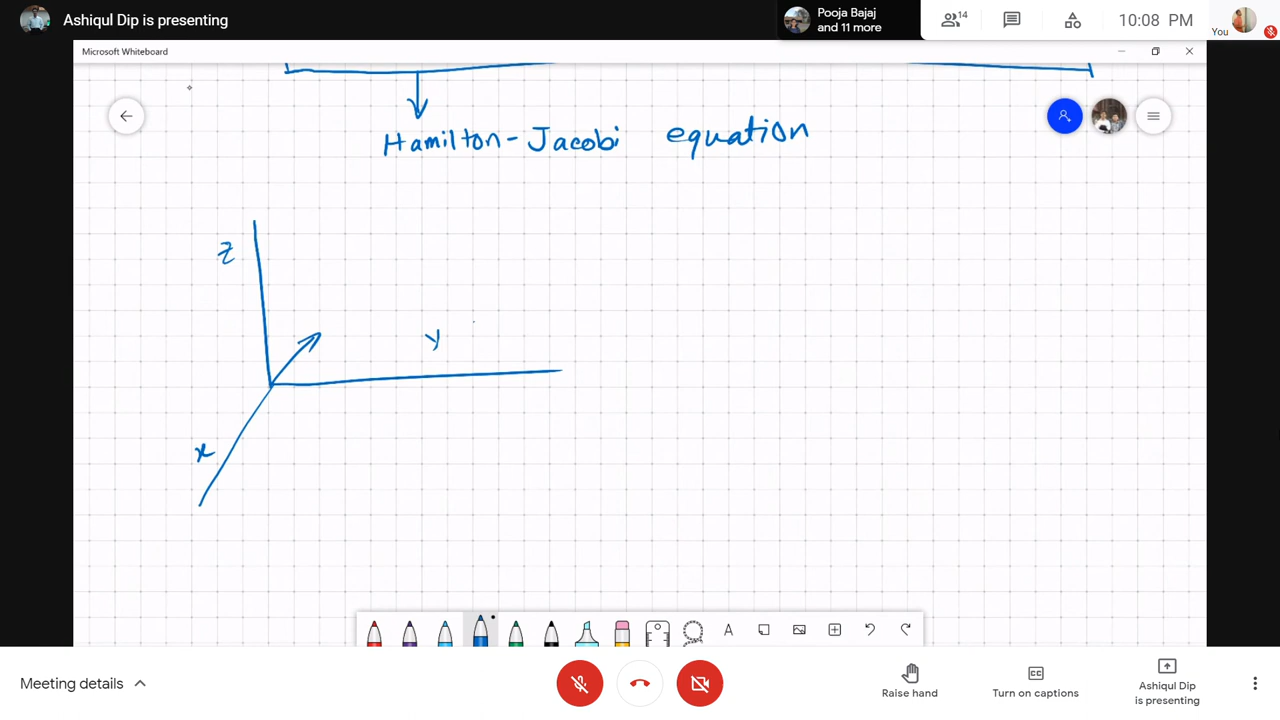 Ashiqul Dip is presenting
Pooja Bajaj
and 11 more
14
10:08 PM
You
Microsoft Whiteboard
Hamilton-Jacobi equation
z
y
x
A
Meeting details
Raise hand
CC
Turn on captions
Ashiqul Dip
is presenting